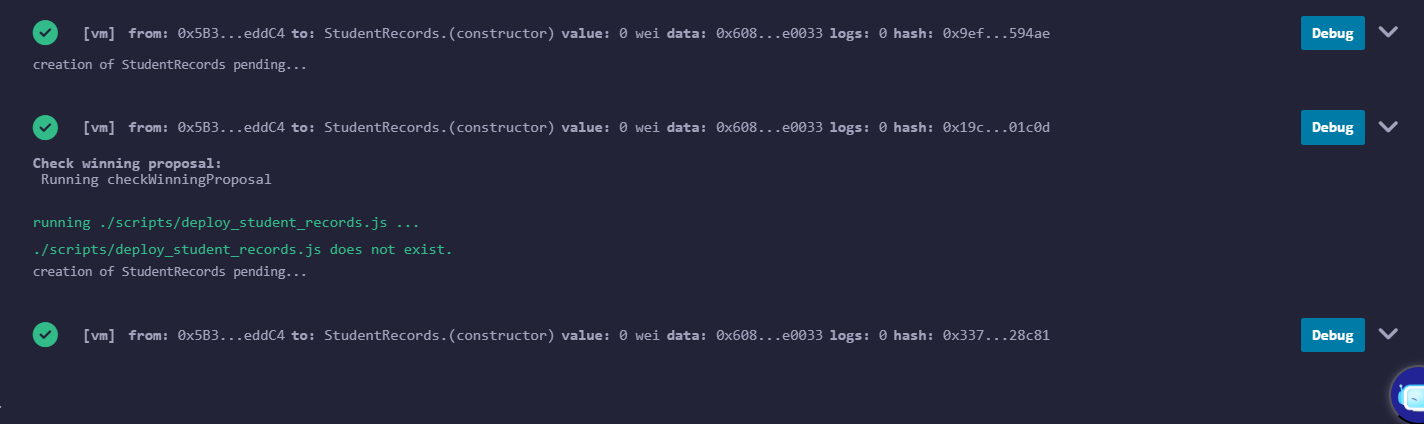 [vm] from: 0x5B3...eddC4 to: StudentRecords.(constructor) value: 0 wei data: 0x608...e0033 logs: 0 hash: 0x9ef...594ae Debug
creation of StudentRecords pending...
[vm] from: 0x5B3...eddC4 to: StudentRecords.(constructor) value: 0 wei data: 0x608...e0033 logs: 0 hash: 0x19c...01c0d Debug
Check winning proposal:
Running checkWinningProposal
running ./scripts/deploy_student_records.js ...
./scripts/deploy_student_records.js does not exist.
creation of StudentRecords pending...
[vm] from: 0x5B3...eddC4 to: StudentRecords.(constructor) value: 0 wei data: 0x608...e0033 logs: 0 hash: 0x337...28c81 Debug